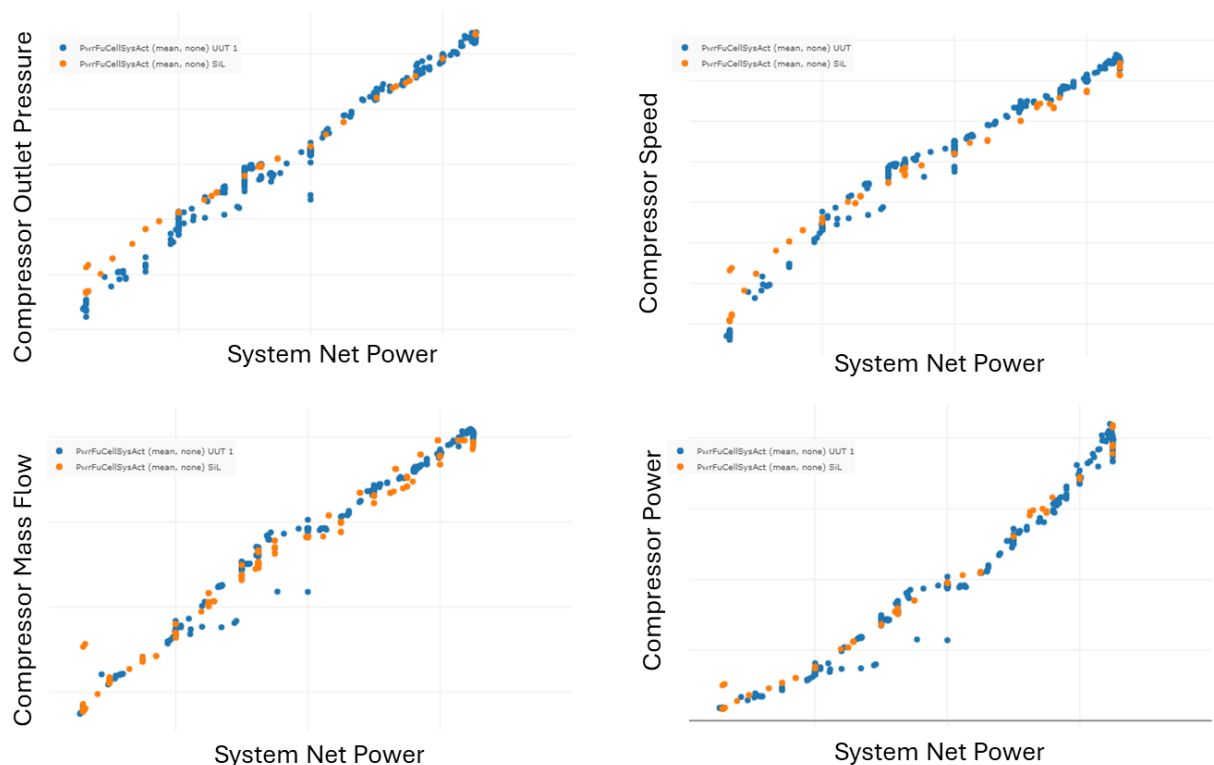 Compressor Outlet Pressure
PwrFuCellSysAct (mean, none) UUT 1
PwrFuCellSysAct (mean, none) SiL
System Net Power
Compressor Speed
PwrFuCellSysAct (mean, none) UUT
PwrFuCellSysAct (mean, none) SiL
System Net Power
Compressor Mass Flow
PwrFuCellSysAct (mean, none) UUT 1
PwrFuCellSysAct (mean, none) SiL
System Net Power
Compressor Power
PwrFuCellSysAct (mean, none) UUT 1
PwrFuCellSysAct (mean, none) SiL
System Net Power